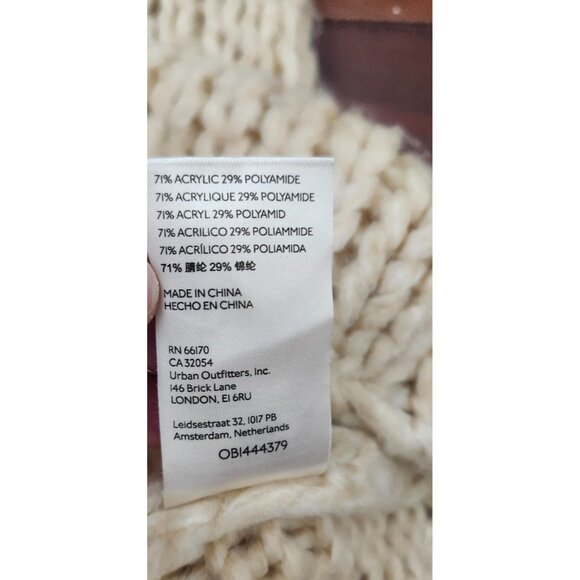 71% ACRYLIC 29% POLYAMIDE
71% ACRYLIQUE 29% POLYAMIDE
71% ACRYL 29% POLYAMID
71% ACRILICO 29% POLIAMMIDE
71% ACRÍLICO 29% POLIAMIDA
71% 腈纶 29% 锦纶
MADE IN CHINA
HECHO EN CHINA
RN 66170
CA 32054
Urban Outfitters, Inc.
146 Brick Lane
LONDON, E1 6RU
Leidsestraat 32, 1017 PB
Amsterdam, Netherlands
OB1444379